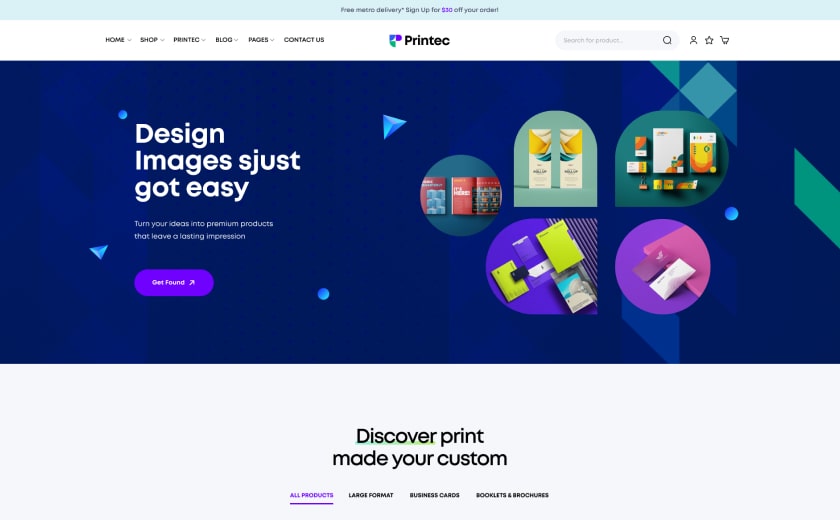 Free metro delivery* Sign Up for $30 off your order!
HOME SHOP PRINTEC BLOG PAGES CONTACT US
Printec
Search for product...
Design
Images sjust
got easy
Turn your ideas into premium products
that leave a lasting impression
Get Found
Discover print
made your custom
ALL PRODUCTS LARGE FORMAT BUSINESS CARDS BOOKLETS & BROCHURES